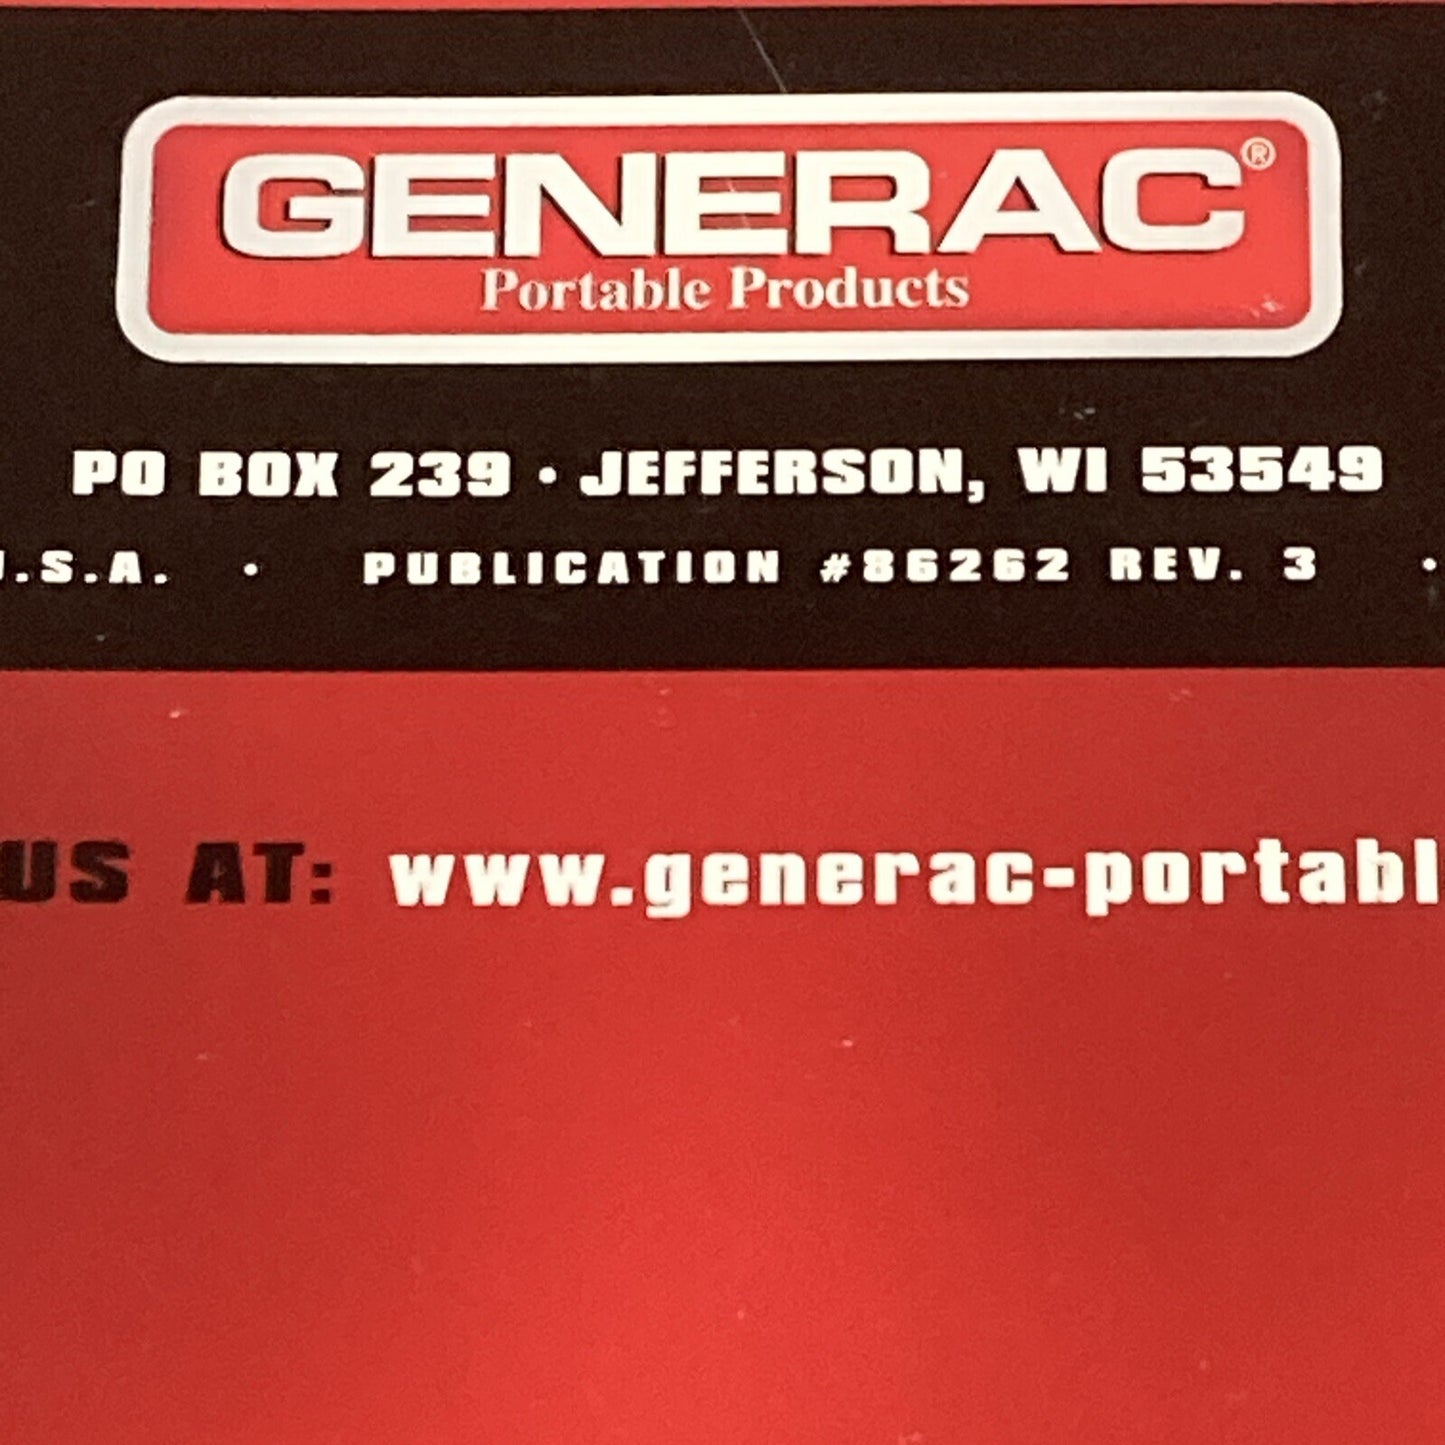 GENERAC®
Portable Products
PO BOX 239 • JEFFERSON, WI 53549
.S.A. • PUBLICATION #86262 REV. 3 •
US AT: www.generac-portabl